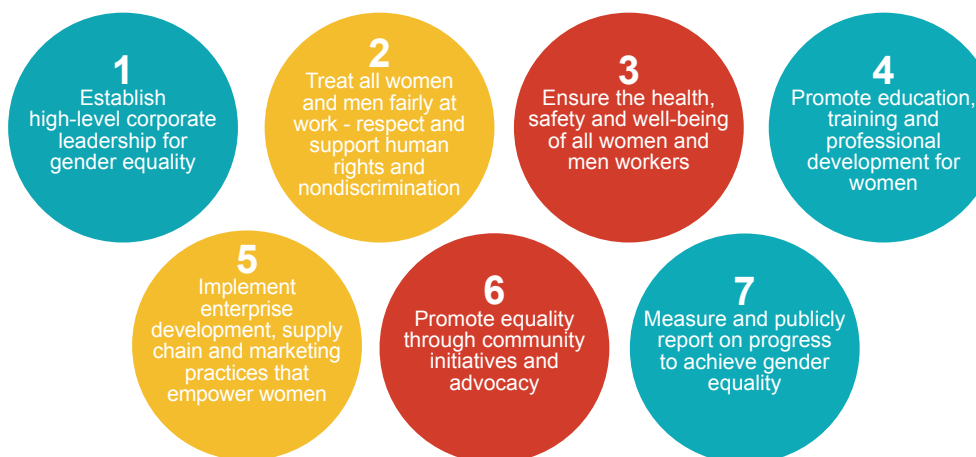 1
Establish
high-level corporate
leadership for
gender equality
2
Treat all women
and men fairly at
work - respect and
support human
rights and
nondiscrimination
3
Ensure the health,
safety and well-being
of all women and
men workers
4
Promote education,
training and
professional
development for
women
5
Implement
enterprise
development, supply
chain and marketing
practices that
empower women
6
Promote equality
through community
initiatives and
advocacy
7
Measure and publicly
report on progress
to achieve gender
equality